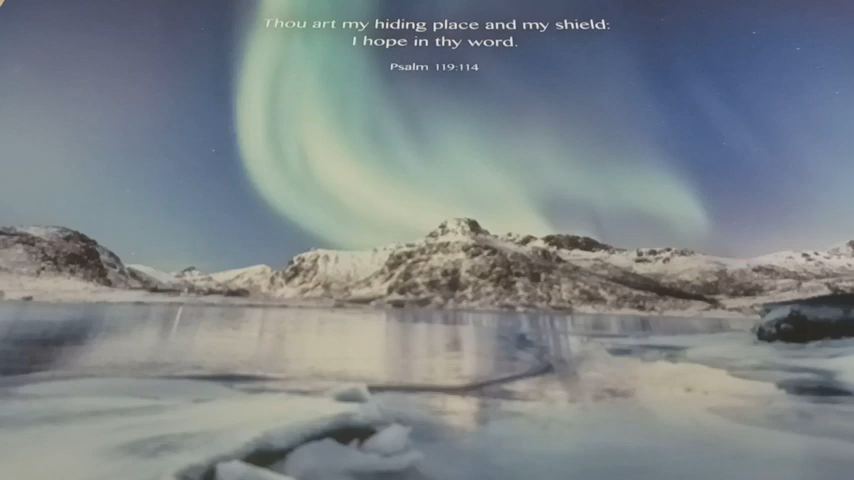 Thou art my hiding place and my shield:
I hope in thy word.
Psalm 119:114